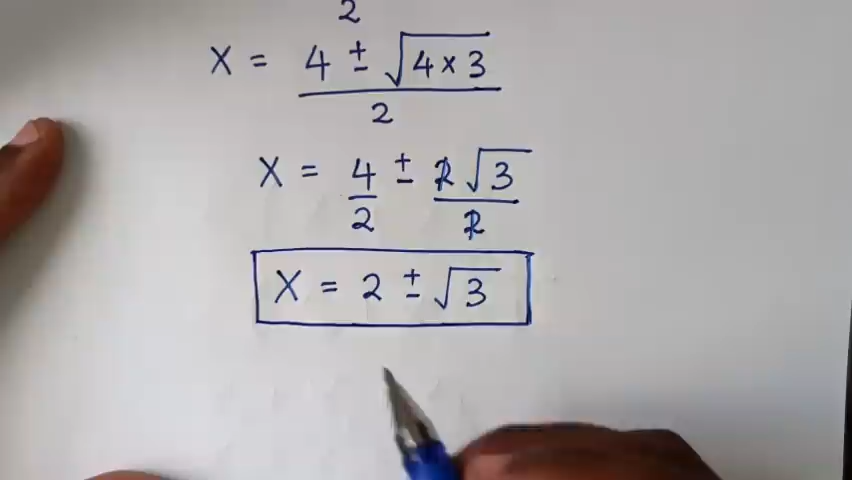 2
X = 4 ± √4 × 3
2
X = 4/2 ± 2√3/2
X = 2 ± √3